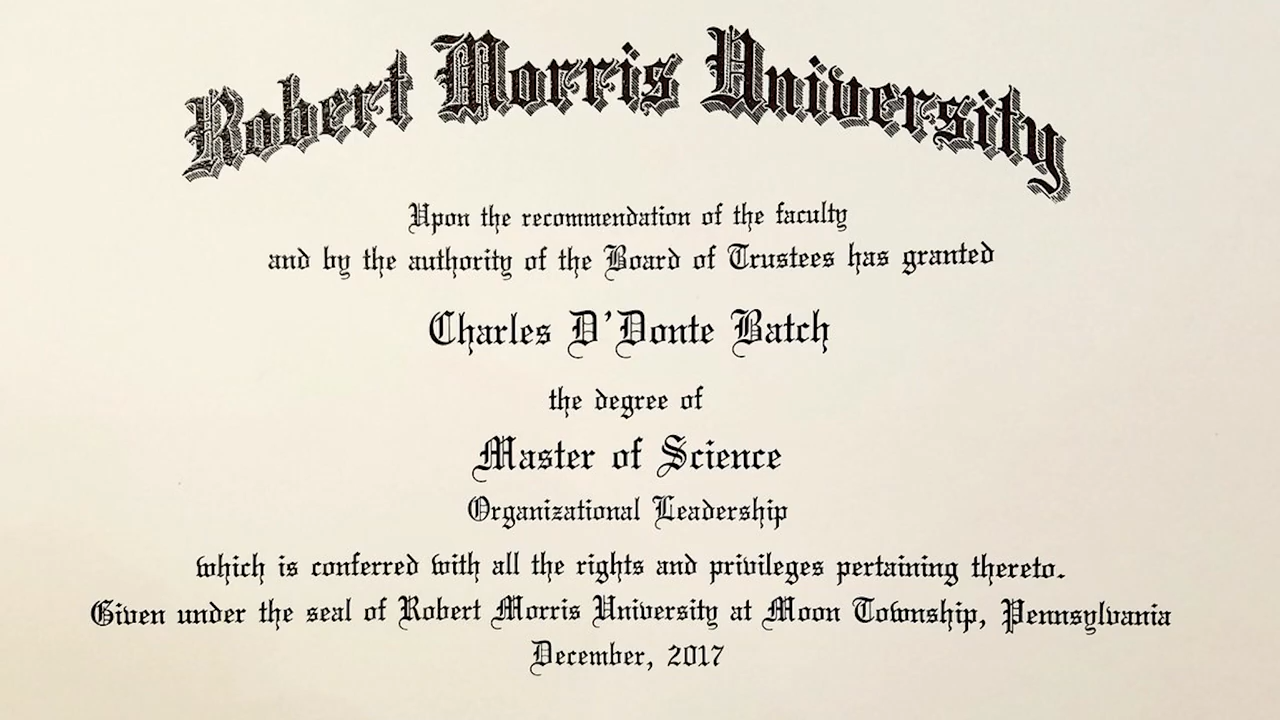 Robert Morris University
Upon the recommendation of the faculty
and by the authority of the Board of Trustees has granted
Charles D'Donte Batch
the degree of
Master of Science
Organizational Leadership
which is conferred with all the rights and privileges pertaining thereto.
Given under the seal of Robert Morris University at Moon Township, Pennsylvania
December, 2017